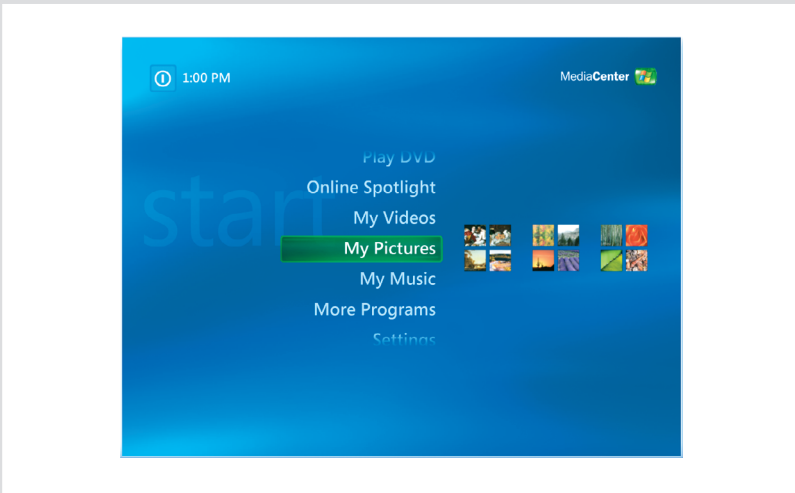 1:00 PM
MediaCenter
start
Play DVD
Online Spotlight
My Videos
My Pictures
My Music
More Programs
Settings